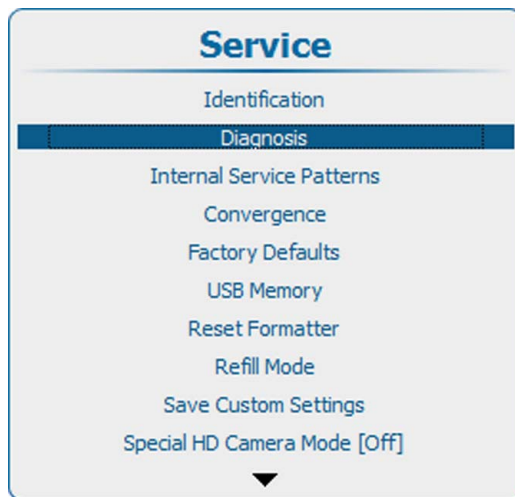 Service
Identification
Diagnosis
Internal Service Patterns
Convergence
Factory Defaults
USB Memory
Reset Formatter
Refill Mode
Save Custom Settings
Special HD Camera Mode [Off]